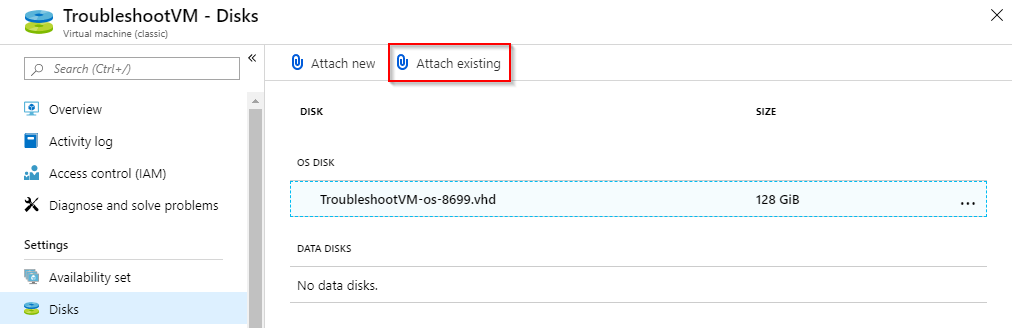 TroubleshootVM - Disks
Virtual machine (classic)
Search (Ctrl+/)
Overview
Activity log
Access control (IAM)
Diagnose and solve problems
Settings
Availability set
Disks
Attach new
Attach existing
DISK SIZE
OS DISK
TroubleshootVM-os-8699.vhd 128 GiB ...
DATA DISKS
No data disks.